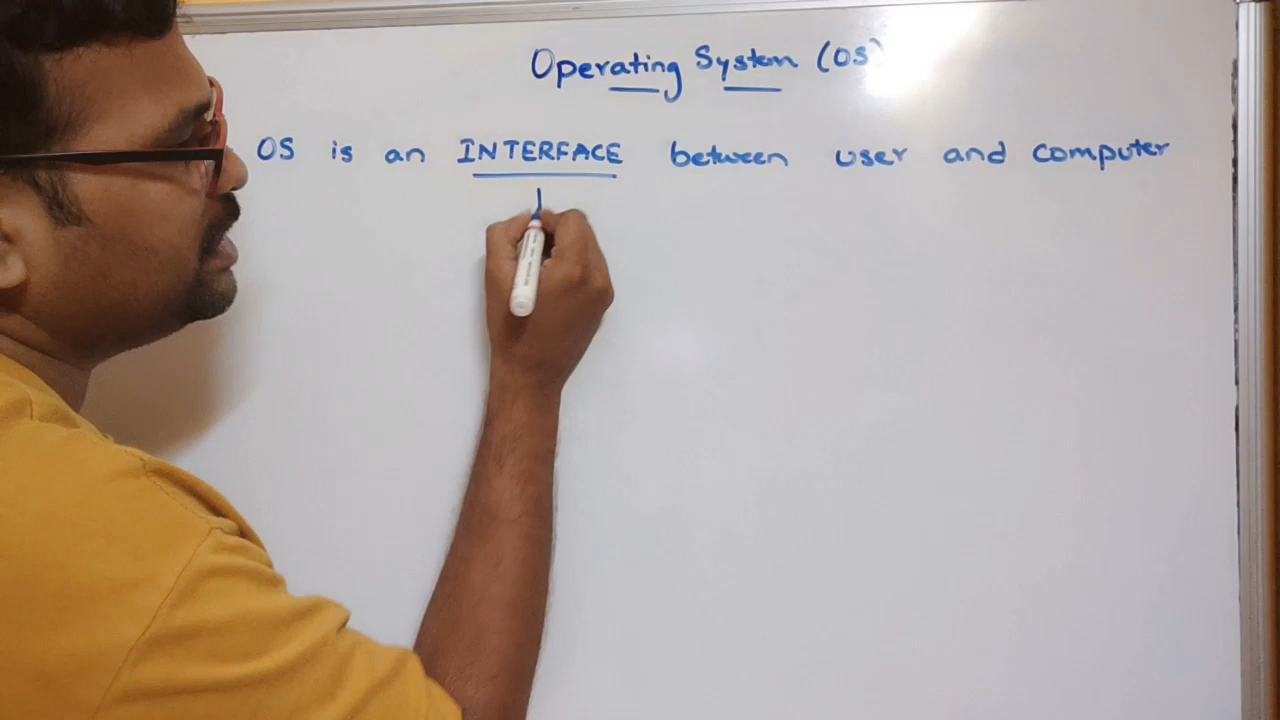 Operating System (OS)
OS is an INTERFACE between user and computer